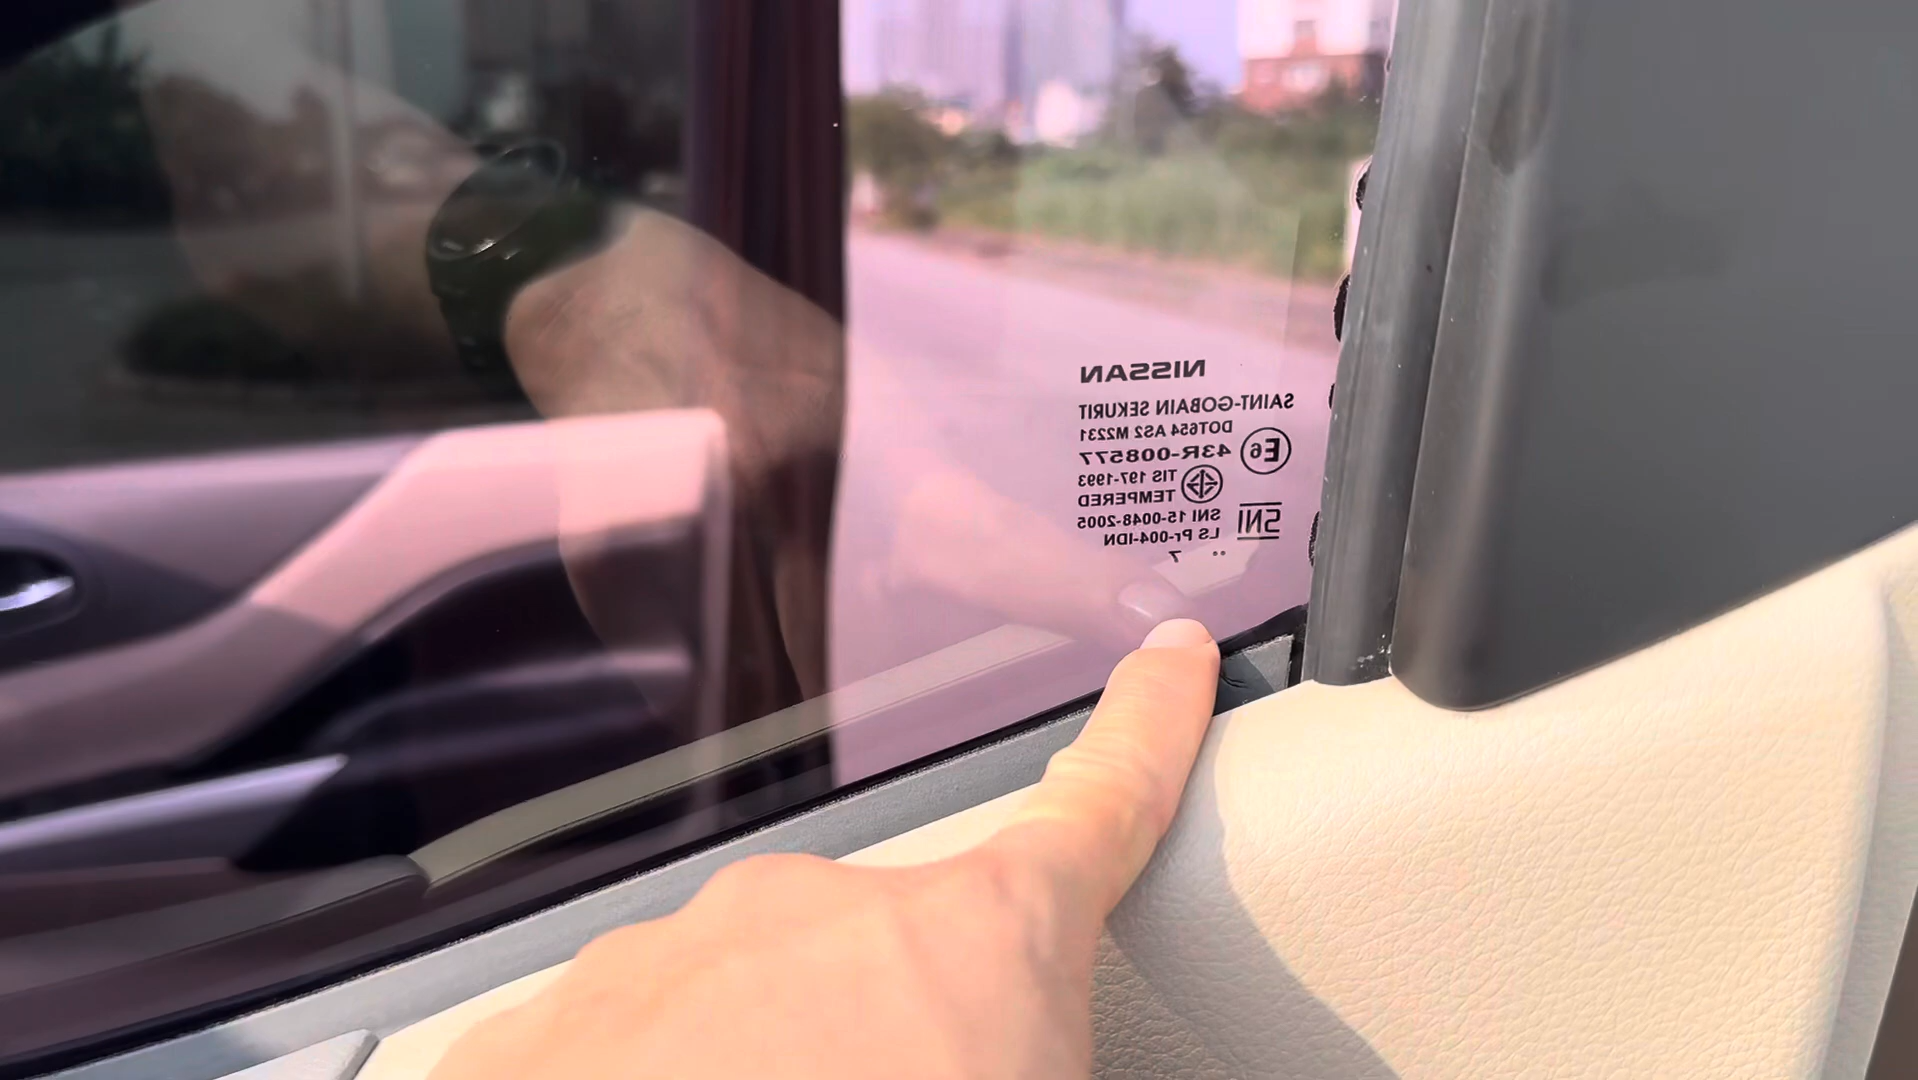 NISSAN
SAINT-GOBAIN SEKURIT
DOT654 AS2 M2231
E6 43R-008577
TIS 197-1993
TEMPERED
SNI SNI 15-0048-2005
LS Pr-004-IDN
.. 7